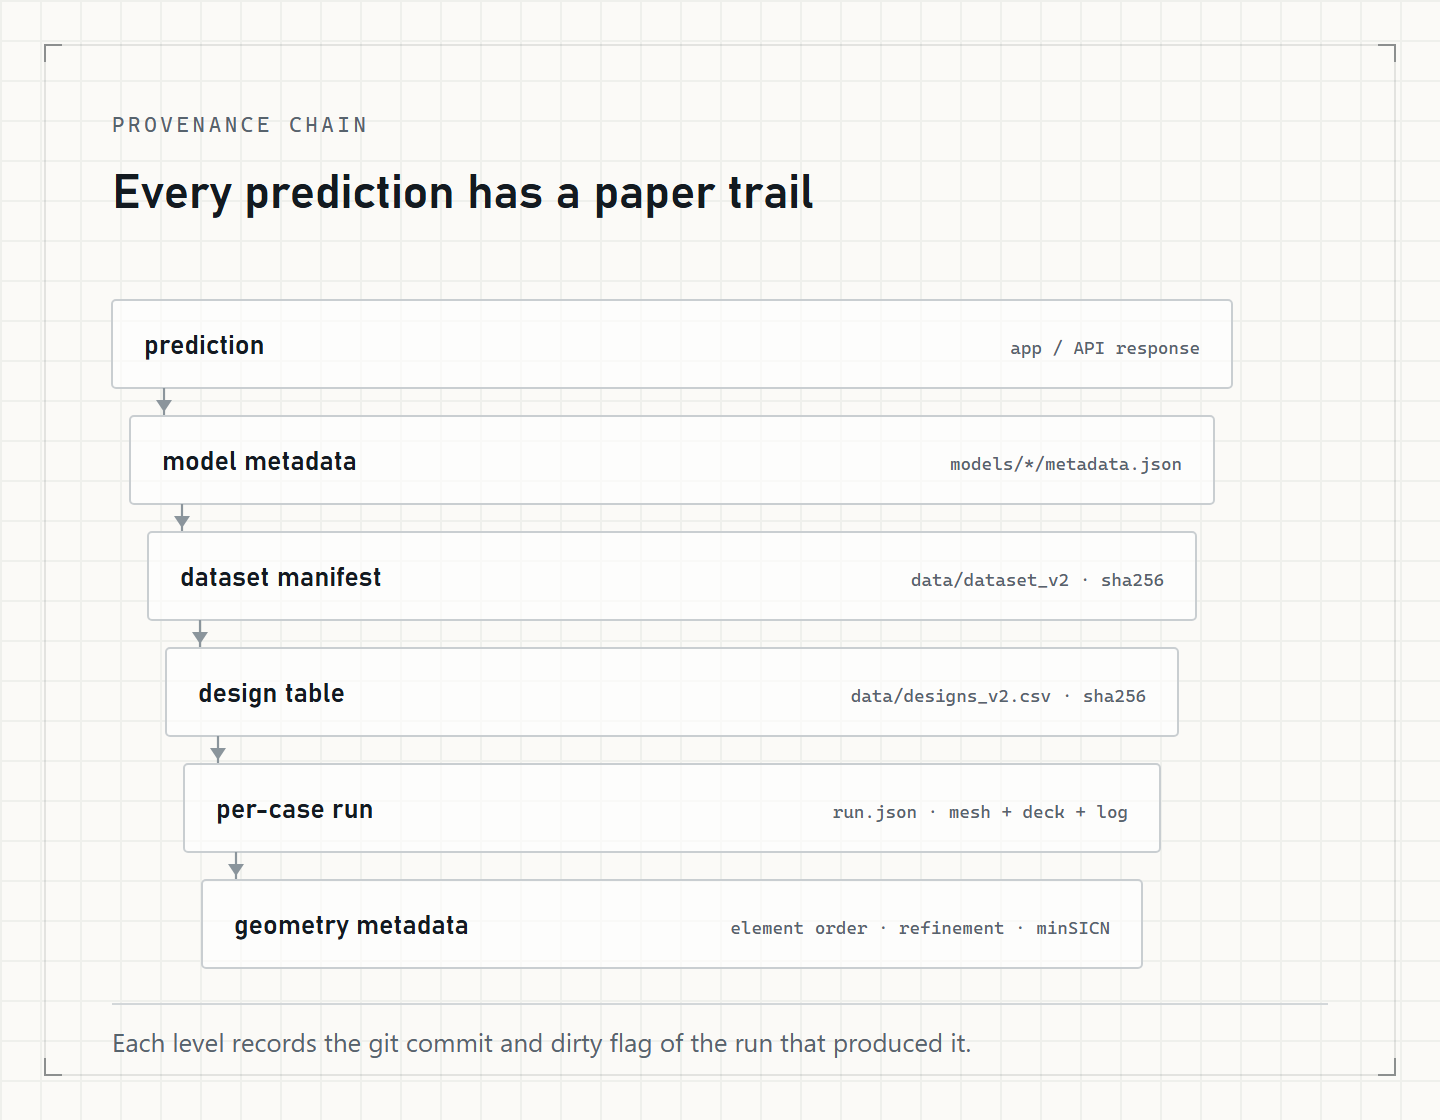 PROVENANCE CHAIN
Every prediction has a paper trail
prediction
app / API response
model metadata
models/*/metadata.json
dataset manifest
data/dataset_v2 · sha256
design table
data/designs_v2.csv · sha256
per-case run
run.json · mesh + deck + log
geometry metadata
element order · refinement · minSICN
Each level records the git commit and dirty flag of the run that produced it.